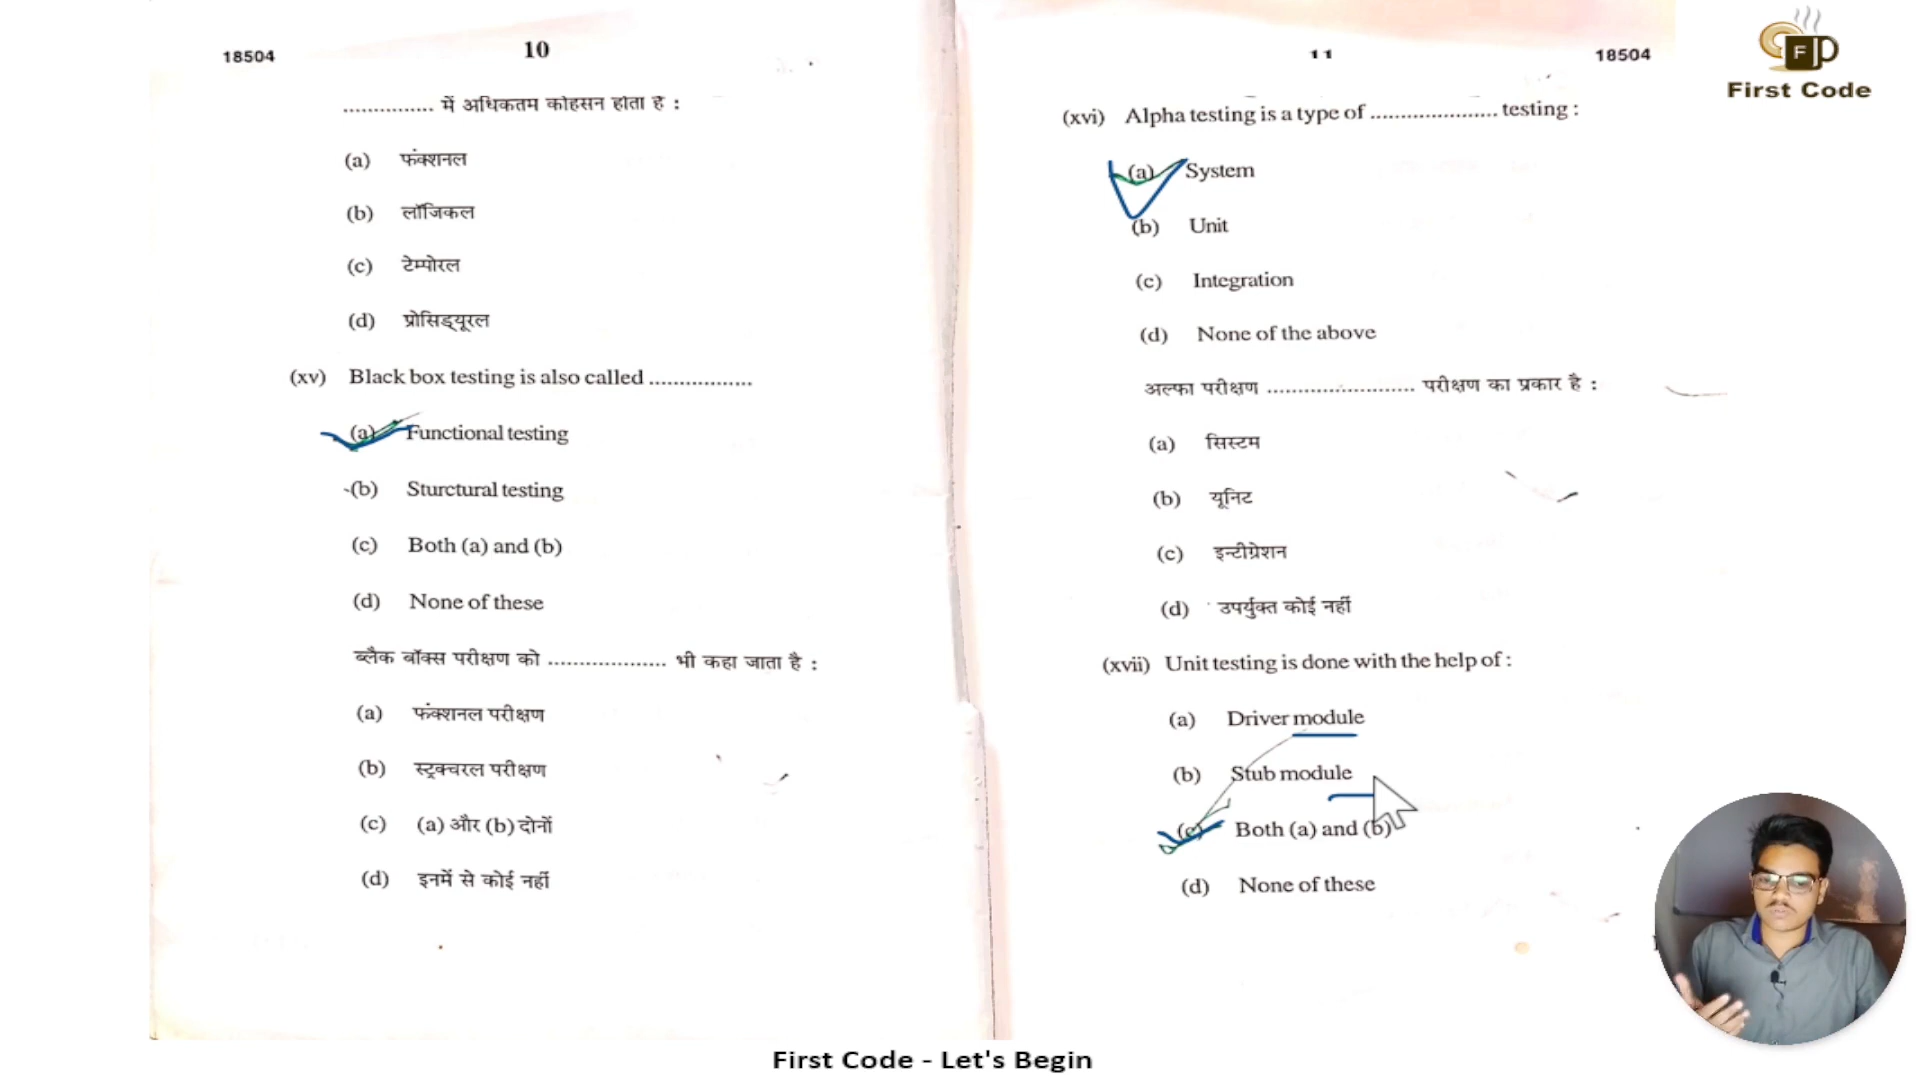 18504
10
................ में अधिकतम कोहसन होता है :
(a) फंक्शनल
(b) लॉजिकल
(c) टेम्पोरल
(d) प्रोसिड्यूरल
(xv) Black box testing is also called .................
(a) Functional testing
(b) Sturctural testing
(c) Both (a) and (b)
(d) None of these
ब्लैक बॉक्स परीक्षण को ................... भी कहा जाता है :
(a) फंक्शनल परीक्षण
(b) स्ट्रक्चरल परीक्षण
(c) (a) और (b) दोनों
(d) इनमें से कोई नहीं
11
18504
(xvi) Alpha testing is a type of ..................... testing :
(a) System
(b) Unit
(c) Integration
(d) None of the above
अल्फा परीक्षण ........................ परीक्षण का प्रकार है :
(a) सिस्टम
(b) यूनिट
(c) इन्टीग्रेशन
(d) उपर्युक्त कोई नहीं
(xvii) Unit testing is done with the help of :
(a) Driver module
(b) Stub module
(c) Both (a) and (b)
(d) None of these
F
First Code
First Code - Let's Begin